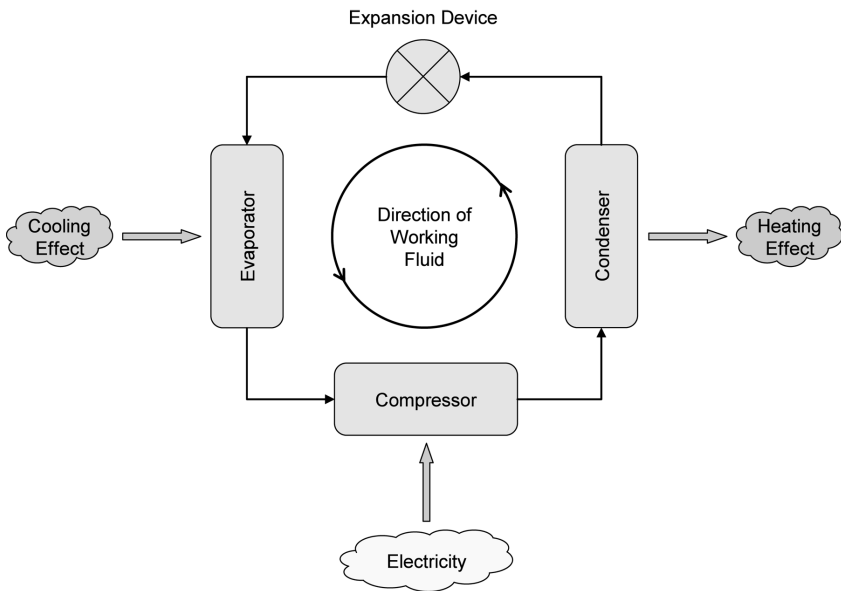 Expansion Device
Evaporator
Condenser
Cooling
Effect
Direction of
Working
Fluid
Heating
Effect
Compressor
Electricity